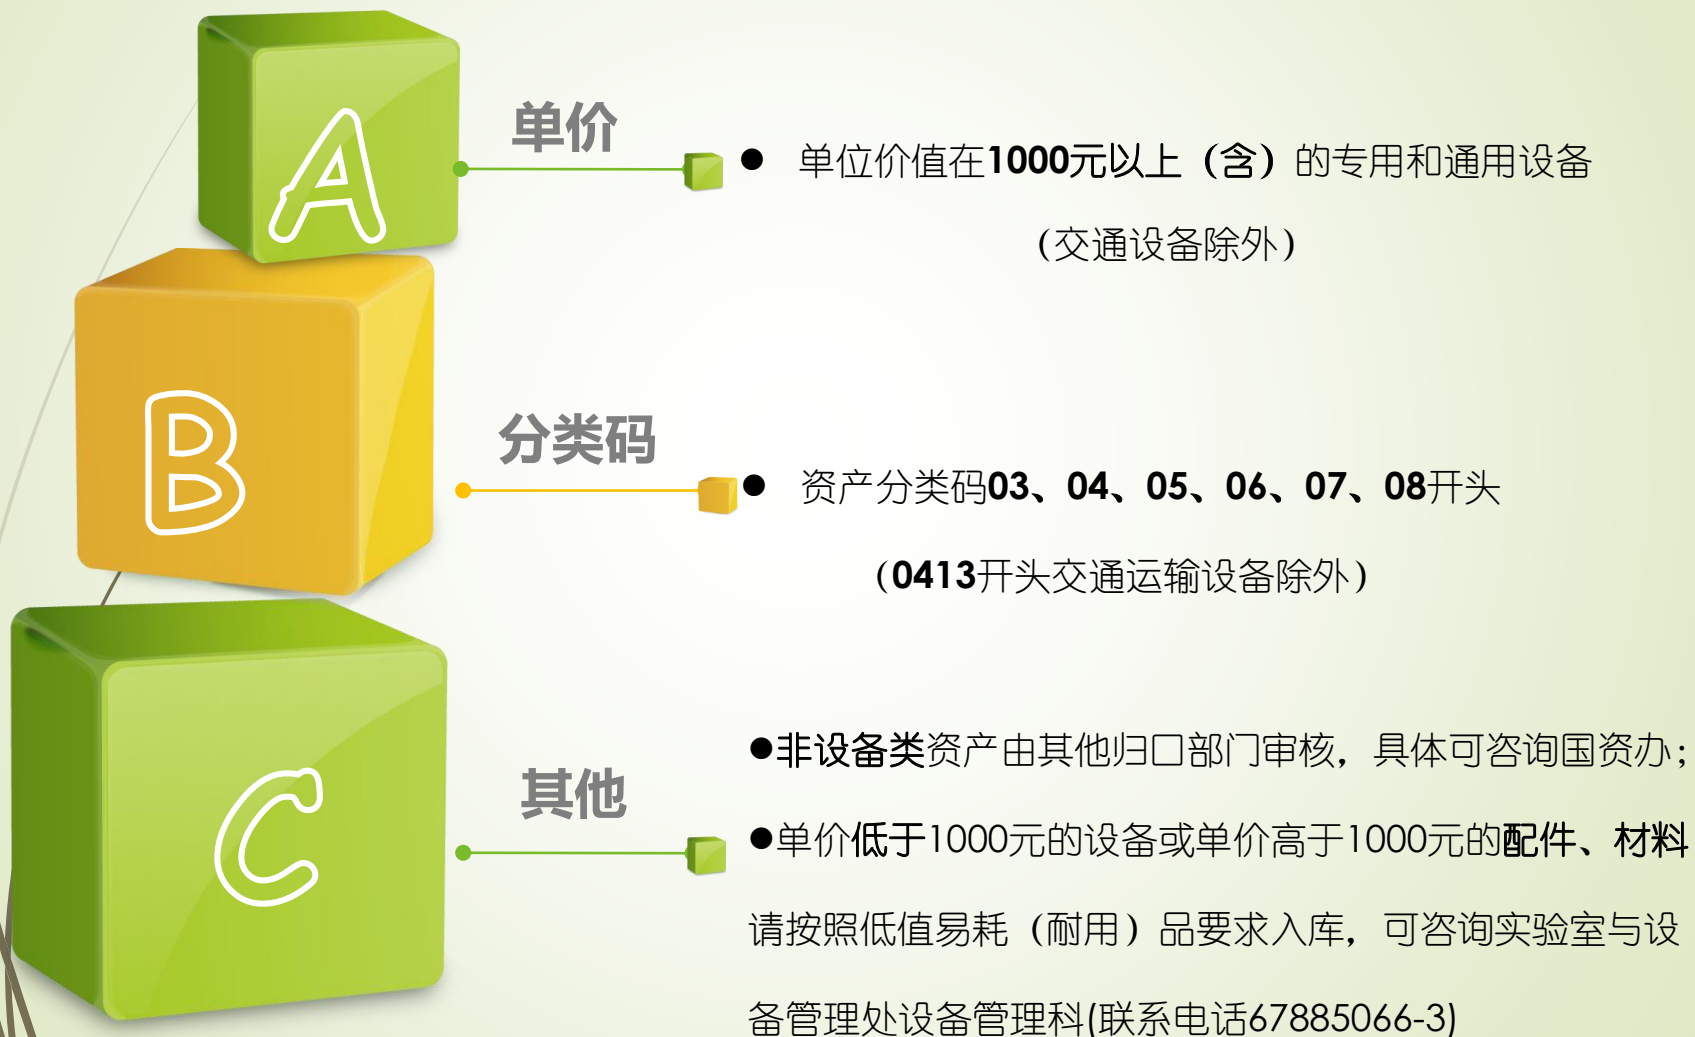 A
单价
● 单位价值在1000元以上（含）的专用和通用设备
（交通设备除外）
B
分类码
● 资产分类码03、04、05、06、07、08开头
（0413开头交通运输设备除外）
C
其他
●非设备类资产由其他归口部门审核，具体可咨询国资办；
●单价低于1000元的设备或单价高于1000元的配件、材料
请按照低值易耗（耐用）品要求入库，可咨询实验室与设
备管理处设备管理科(联系电话67885066-3)